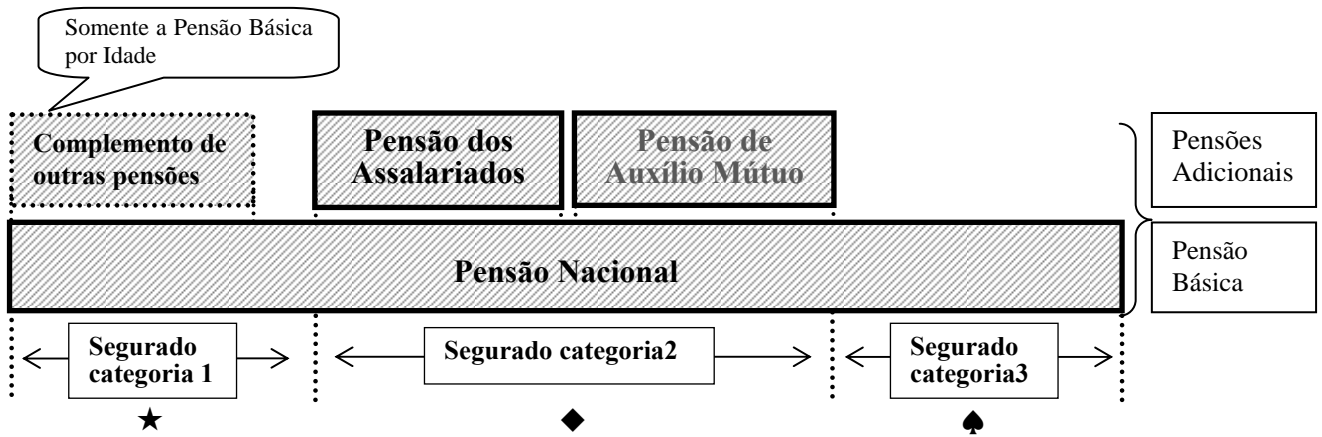 Somente a Pensão Básica
por Idade
Complemento de
outras pensões
Pensão dos
Assalariados
Pensão de
Auxílio Mútuo
Pensões
Adicionais
Pensão Nacional
Pensão
Básica
Segurado
categoria 1
Segurado categoria2
Segurado
categoria3